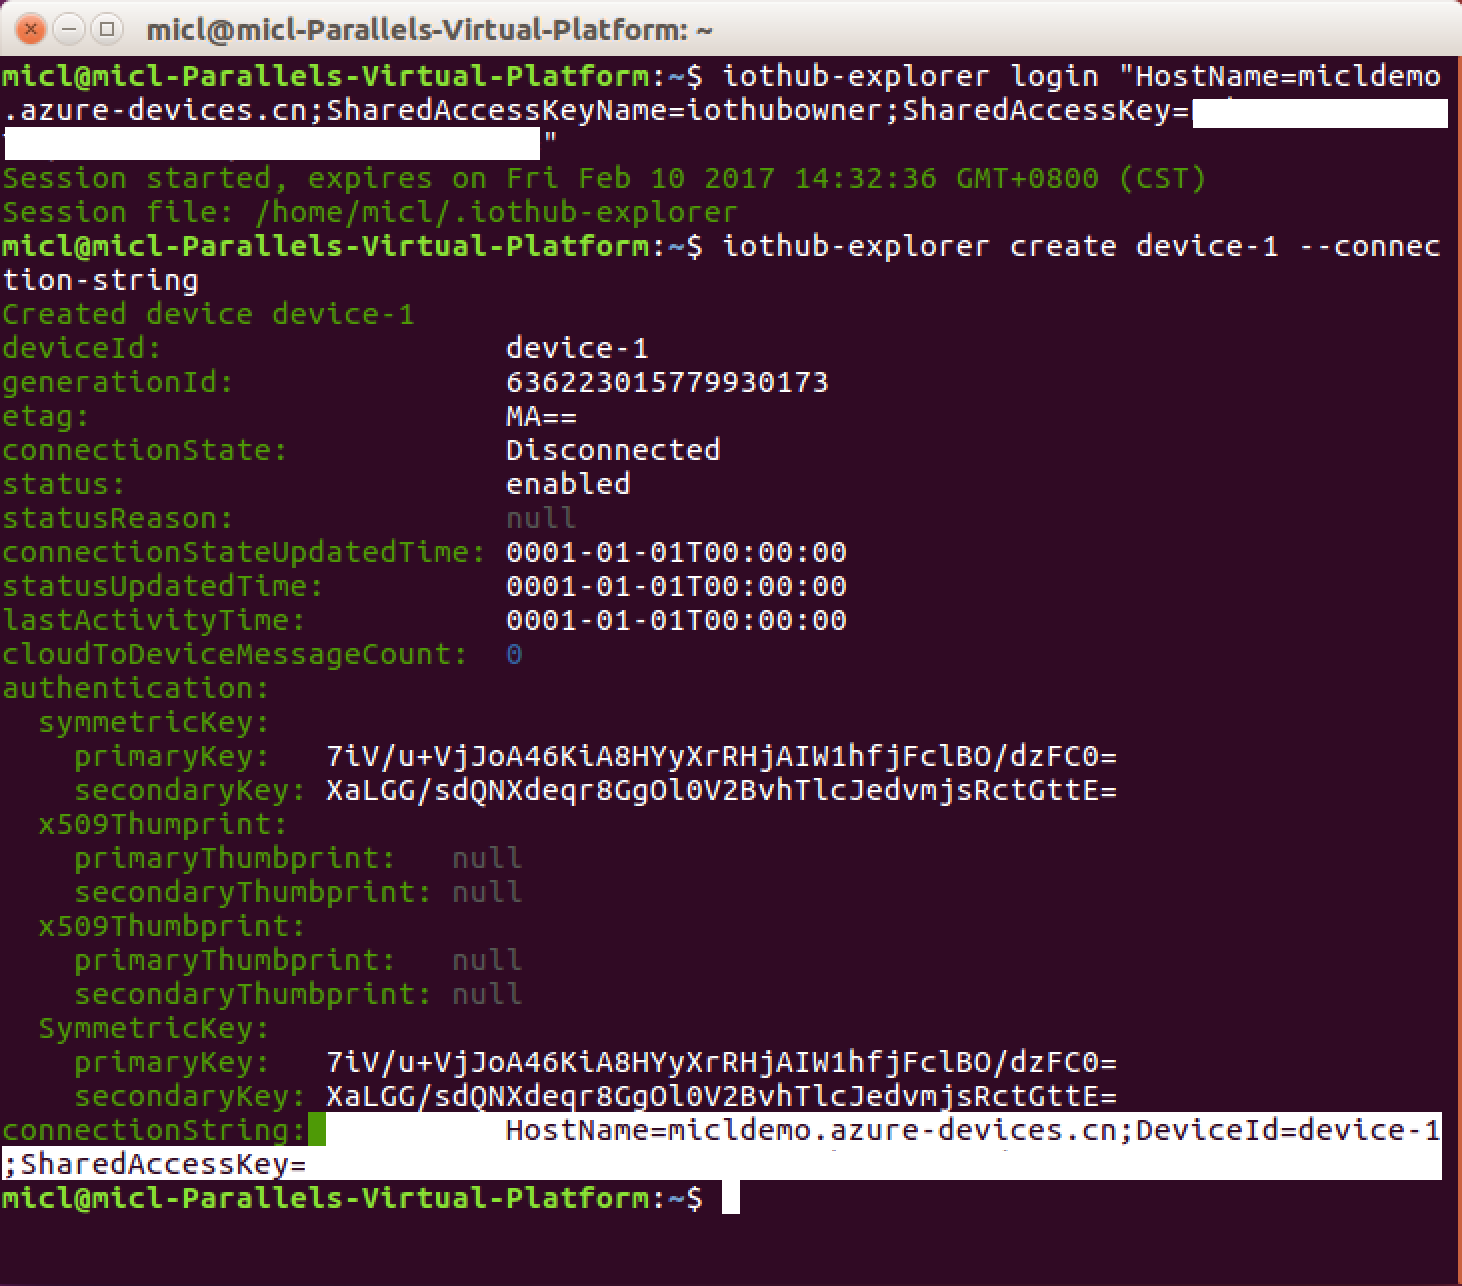 micl@micl-Parallels-Virtual-Platform: ~
micl@micl-Parallels-Virtual-Platform:~$ iothub-explorer login "HostName=micldemo
.azure-devices.cn;SharedAccessKeyName=iothubowner;SharedAccessKey=
"
Session started, expires on Fri Feb 10 2017 14:32:36 GMT+0800 (CST)
Session file: /home/micl/.iothub-explorer
micl@micl-Parallels-Virtual-Platform:~$ iothub-explorer create device-1 --connec
tion-string
Created device device-1
deviceId: device-1
generationId: 636223015779930173
etag: MA==
connectionState: Disconnected
status: enabled
statusReason: null
connectionStateUpdatedTime: 0001-01-01T00:00:00
statusUpdatedTime: 0001-01-01T00:00:00
lastActivityTime: 0001-01-01T00:00:00
cloudToDeviceMessageCount: 0
authentication:
symmetricKey:
primaryKey: 7iV/u+VjJoA46KiA8HYyXrRHjAIW1hfjFclBO/dzFC0=
secondaryKey: XaLGG/sdQNXdeqr8GgOl0V2BvhTlcJedvmjsRctGttE=
x509Thumprint:
primaryThumbprint: null
secondaryThumbprint: null
x509Thumbprint:
primaryThumbprint: null
secondaryThumbprint: null
SymmetricKey:
primaryKey: 7iV/u+VjJoA46KiA8HYyXrRHjAIW1hfjFclBO/dzFC0=
secondaryKey: XaLGG/sdQNXdeqr8GgOl0V2BvhTlcJedvmjsRctGttE=
connectionString: HostName=micldemo.azure-devices.cn;DeviceId=device-1
;SharedAccessKey=
micl@micl-Parallels-Virtual-Platform:~$